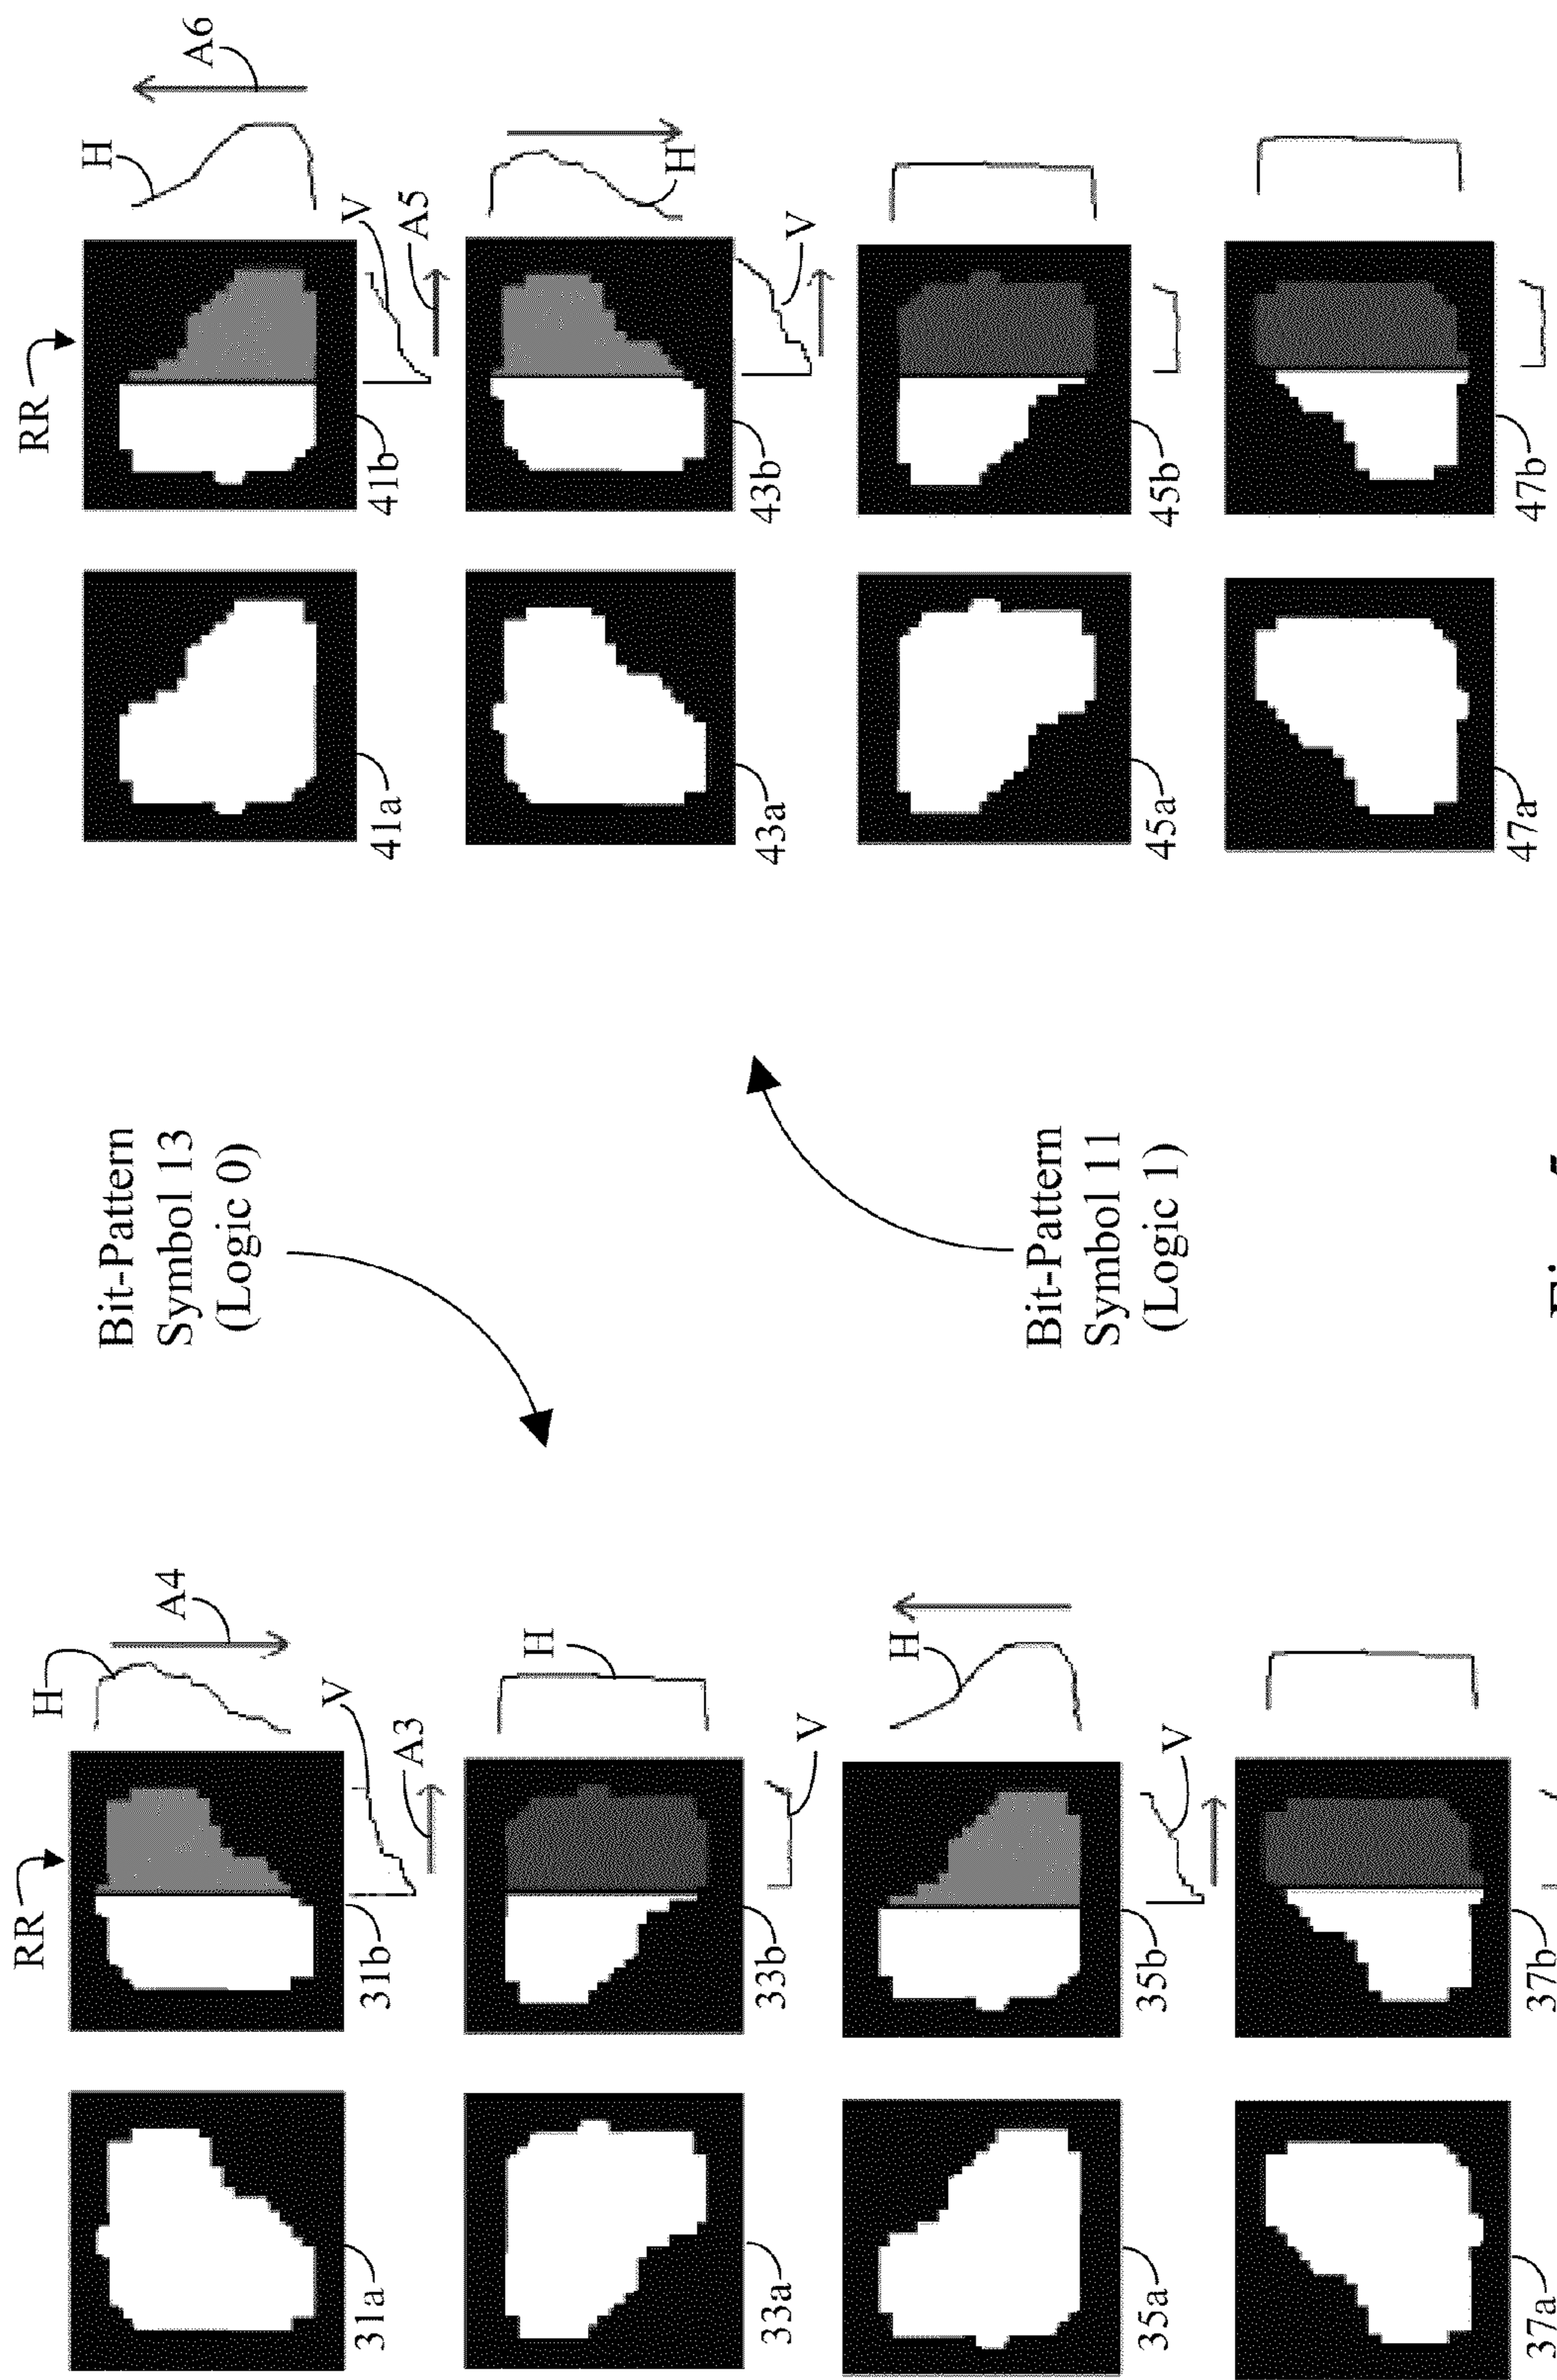 RR
H
A4
V
31a
31b
A3
H
33a
33b
V
H
35a
35b
V
37a
37b
Bit-Pattern
Symbol 13
(Logic 0)
Bit-Pattern
Symbol 11
(Logic 1)
RR
H
A6
V
41a
41b
A5
H
43a
43b
V
45a
45b
47a
47b